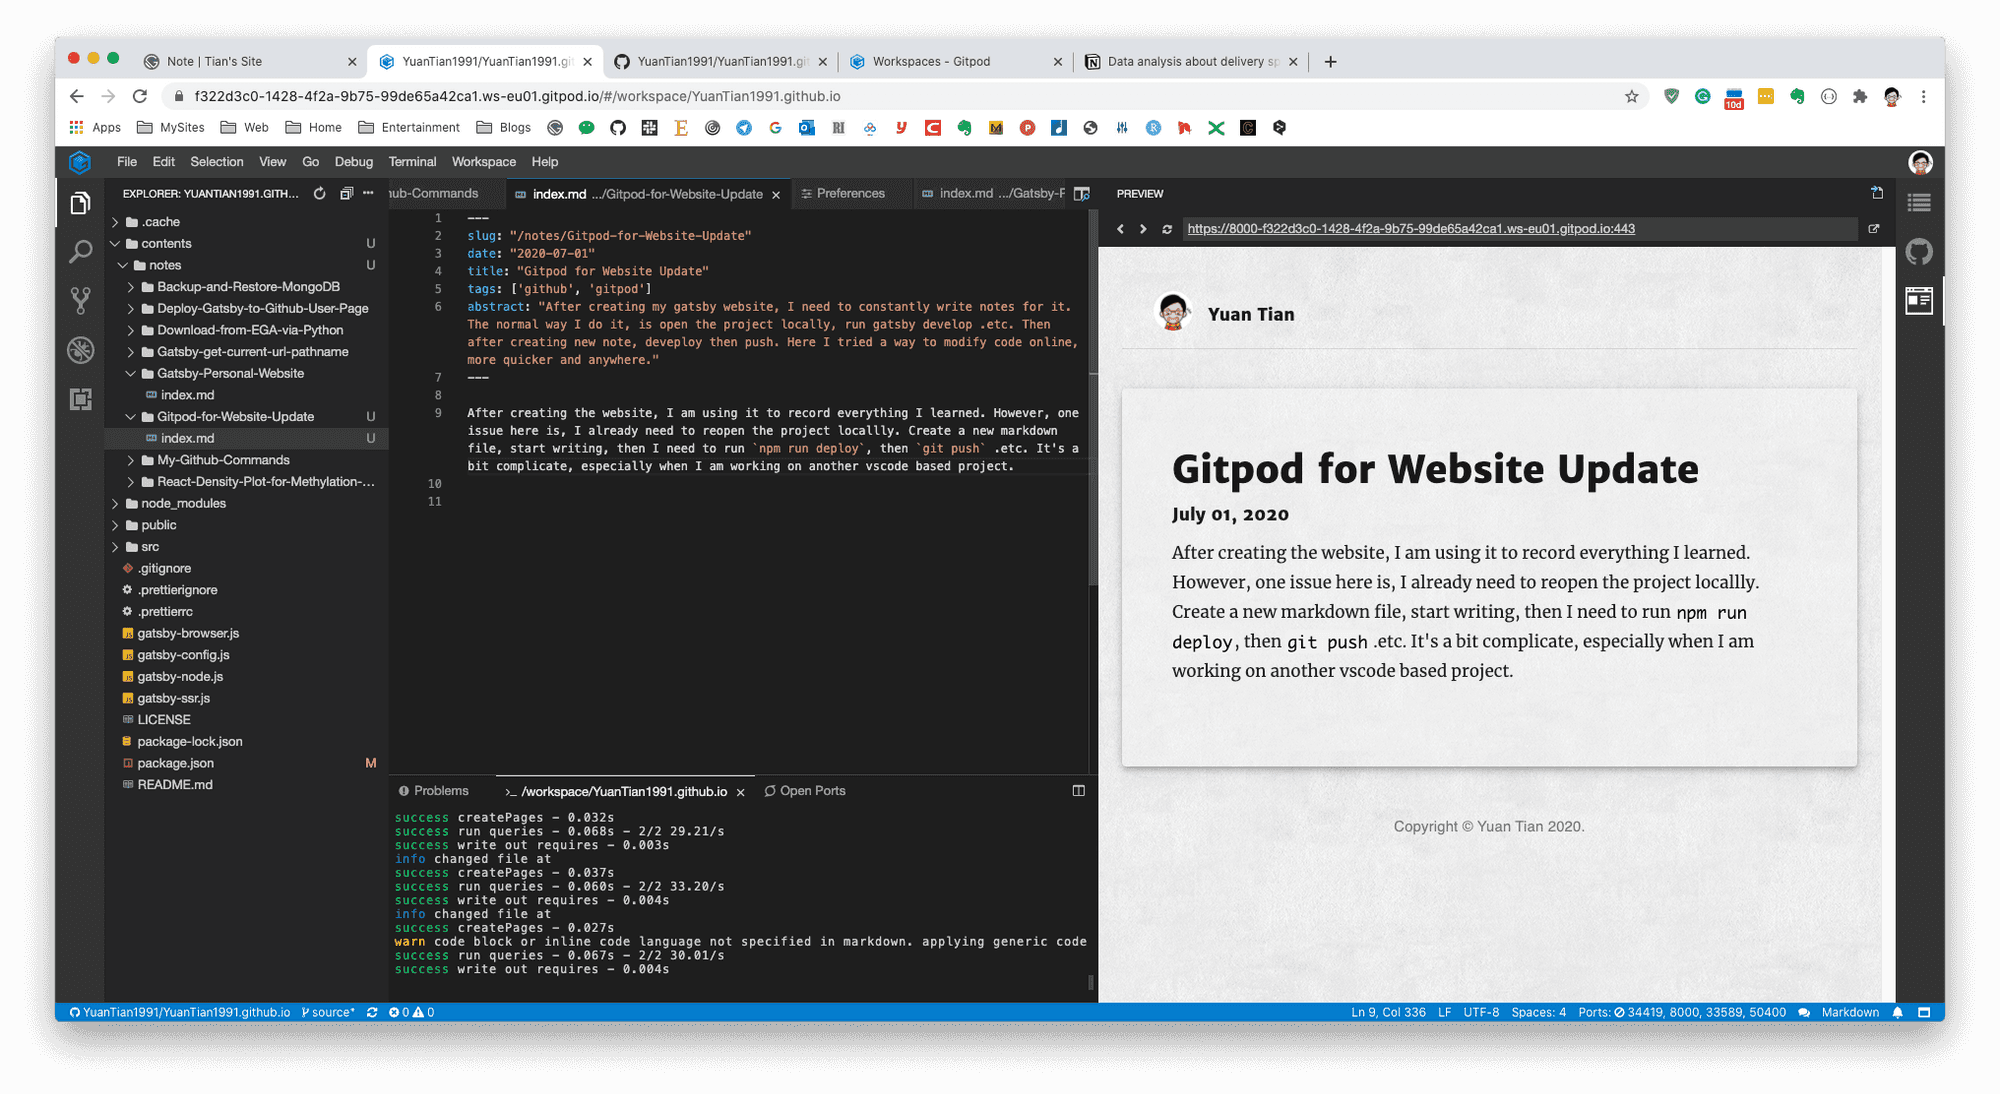 Note | Tian's Site
YuanTian1991/YuanTian1991.git
YuanTian1991/YuanTian1991.git
Workspaces - Gitpod
Data analysis about delivery sp
f322d3c0-1428-4f2a-9b75-99de65a42ca1.ws-eu01.gitpod.io/#/workspace/YuanTian1991.github.io
10d
Apps MySites Web Home Entertainment Blogs
File Edit Selection View Go Debug Terminal Workspace Help
EXPLORER: YUANTIAN1991.GITH...
.cache
contents U
notes U
Backup-and-Restore-MongoDB
Deploy-Gatsby-to-Github-User-Page
Download-from-EGA-via-Python
Gatsby-get-current-url-pathname
Gatsby-Personal-Website
index.md
Gitpod-for-Website-Update U
index.md U
My-Github-Commands
React-Density-Plot-for-Methylation-...
node_modules
public
src
.gitignore
.prettierignore
.prettierrc
gatsby-browser.js
gatsby-config.js
gatsby-node.js
gatsby-ssr.js
LICENSE
package-lock.json
package.json M
README.md
hub-Commands
index.md .../Gitpod-for-Website-Update
Preferences
index.md .../Gatsby-F
1 ---
2 slug: "/notes/Gitpod-for-Website-Update"
3 date: "2020-07-01"
4 title: "Gitpod for Website Update"
5 tags: ['github', 'gitpod']
6 abstract: "After creating my gatsby website, I need to constantly write notes for it.
The normal way I do it, is open the project locally, run gatsby develop .etc. Then
after creating new note, deveploy then push. Here I tried a way to modify code online,
more quicker and anywhere."
7 ---
8
9 After creating the website, I am using it to record everything I learned. However, one
issue here is, I already need to reopen the project locallly. Create a new markdown
file, start writing, then I need to run `npm run deploy`, then `git push` .etc. It's a
bit complicate, especially when I am working on another vscode based project.
10
11
Problems
>_ /workspace/YuanTian1991.github.io
Open Ports
success createPages - 0.032s
success run queries - 0.068s - 2/2 29.21/s
success write out requires - 0.003s
info changed file at
success createPages - 0.037s
success run queries - 0.060s - 2/2 33.20/s
success write out requires - 0.004s
info changed file at
success createPages - 0.027s
warn code block or inline code language not specified in markdown. applying generic code
success run queries - 0.067s - 2/2 30.01/s
success write out requires - 0.004s
PREVIEW
https://8000-f322d3c0-1428-4f2a-9b75-99de65a42ca1.ws-eu01.gitpod.io:443
Yuan Tian
Gitpod for Website Update
July 01, 2020
After creating the website, I am using it to record everything I learned.
However, one issue here is, I already need to reopen the project locallly.
Create a new markdown file, start writing, then I need to run npm run
deploy, then git push .etc. It's a bit complicate, especially when I am
working on another vscode based project.
Copyright © Yuan Tian 2020.
YuanTian1991/YuanTian1991.github.io source* 0 0
Ln 9, Col 336 LF UTF-8 Spaces: 4 Ports: 34419, 8000, 33589, 50400 Markdown